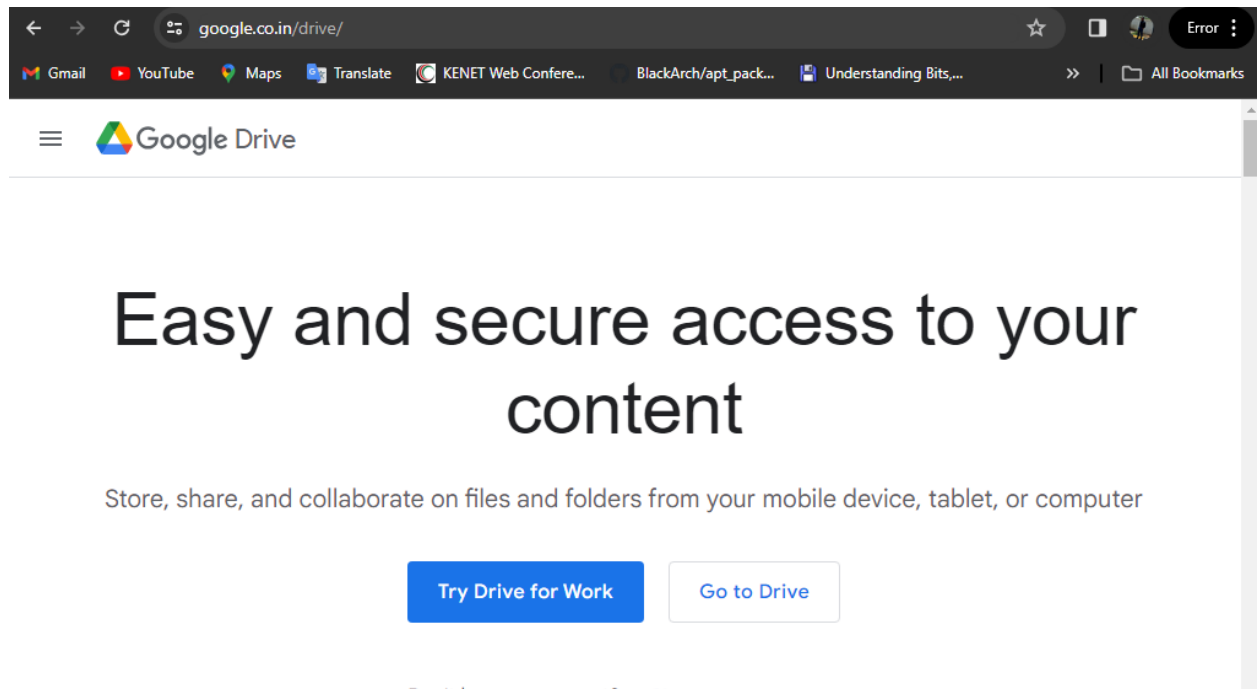 google.co.in/drive/
Error
Gmail YouTube Maps Translate KENET Web Confere... BlackArch/apt_pack... Understanding Bits,... » All Bookmarks
Google Drive
Easy and secure access to your
content
Store, share, and collaborate on files and folders from your mobile device, tablet, or computer
Try Drive for Work Go to Drive